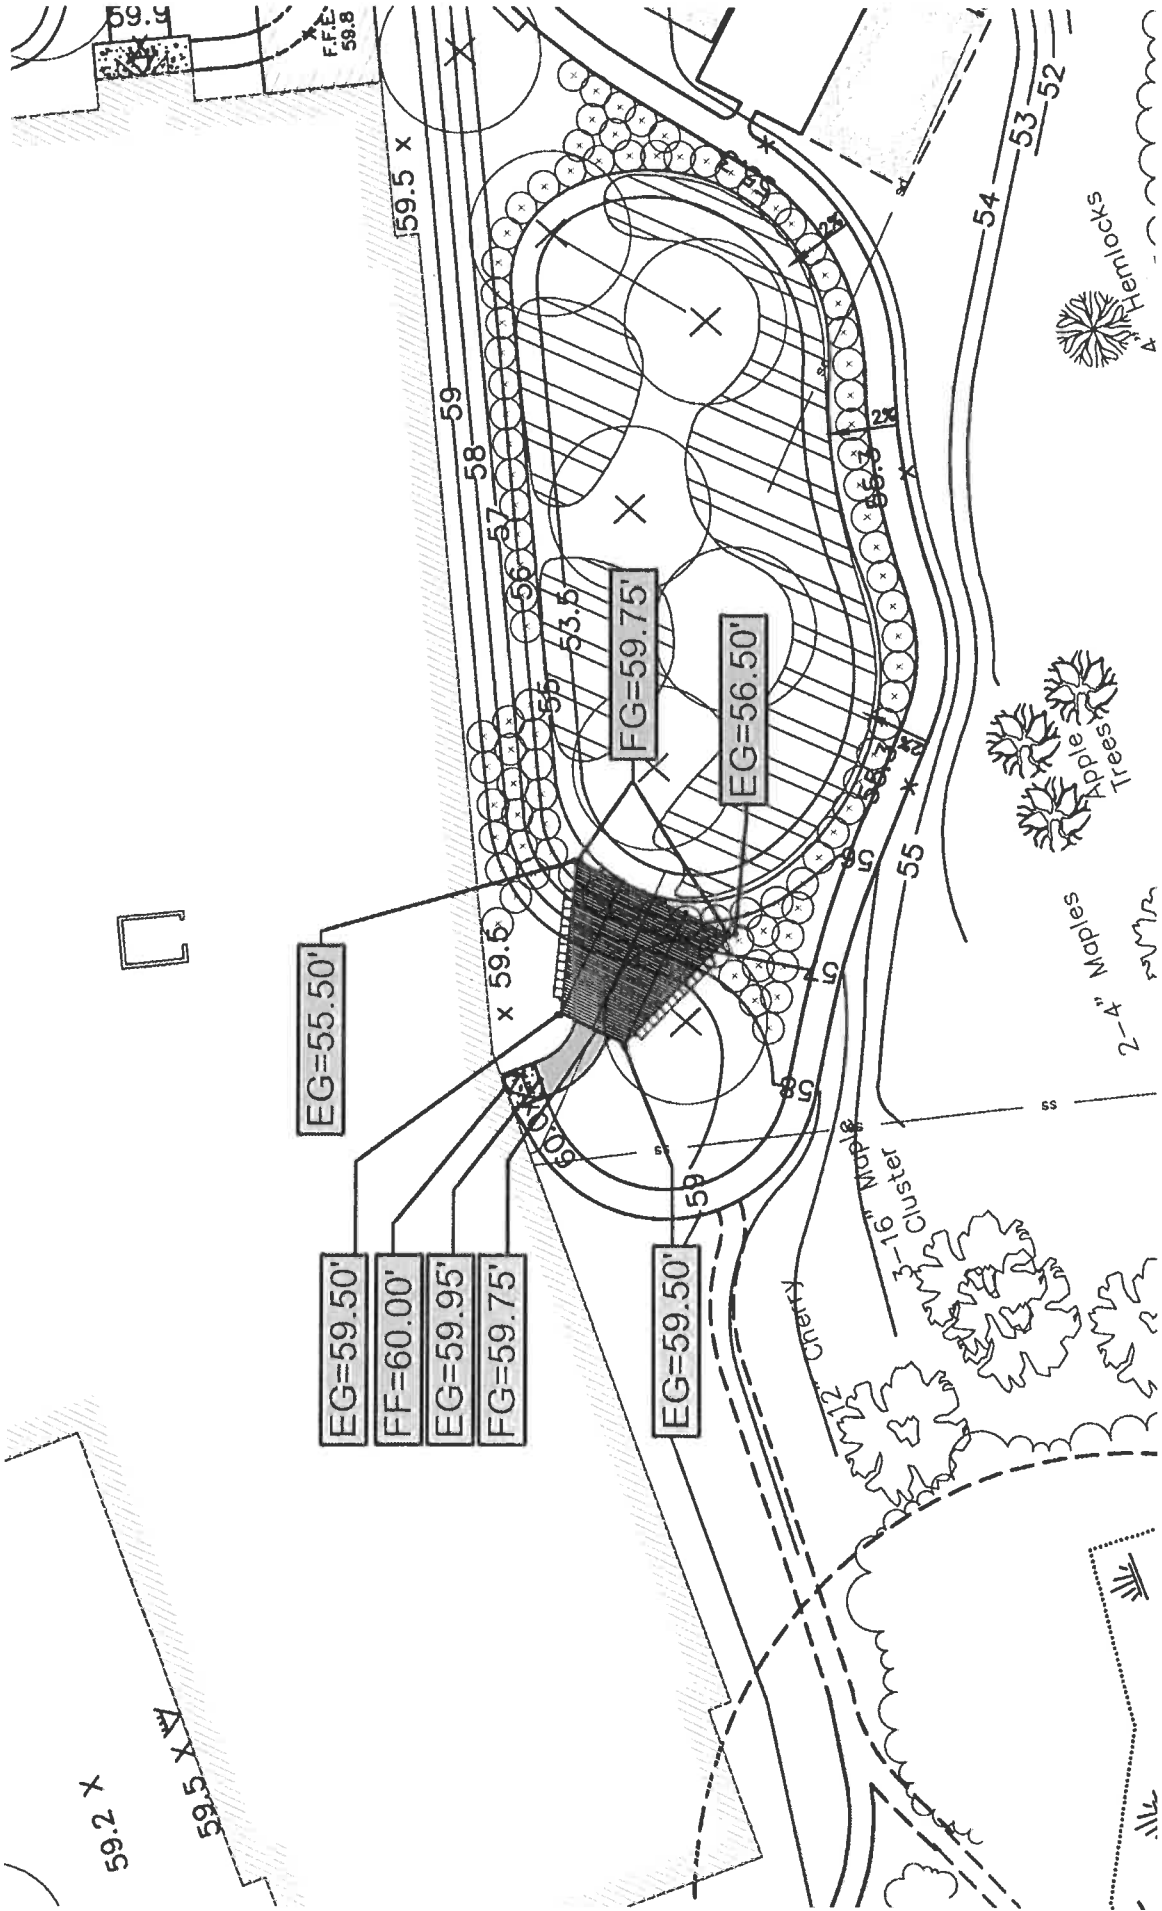 59.9
F.F.E.
59.8
52
53
54
59.5 x
2%
4" Hemlocks
59
58
2%
57
56
53.5
FG=59.75'
EG=56.50'
55
2%
Apple
Trees
56
55
59.5
x
EG=55.50'
57
2-4" Maples
58
ss
60.0
ss
59
3-16" Maple
Cluster
EG=59.50'
FF=60.00'
EG=59.95'
FG=59.75'
EG=59.50'
12" Cherry
59.5 X
59.2 X